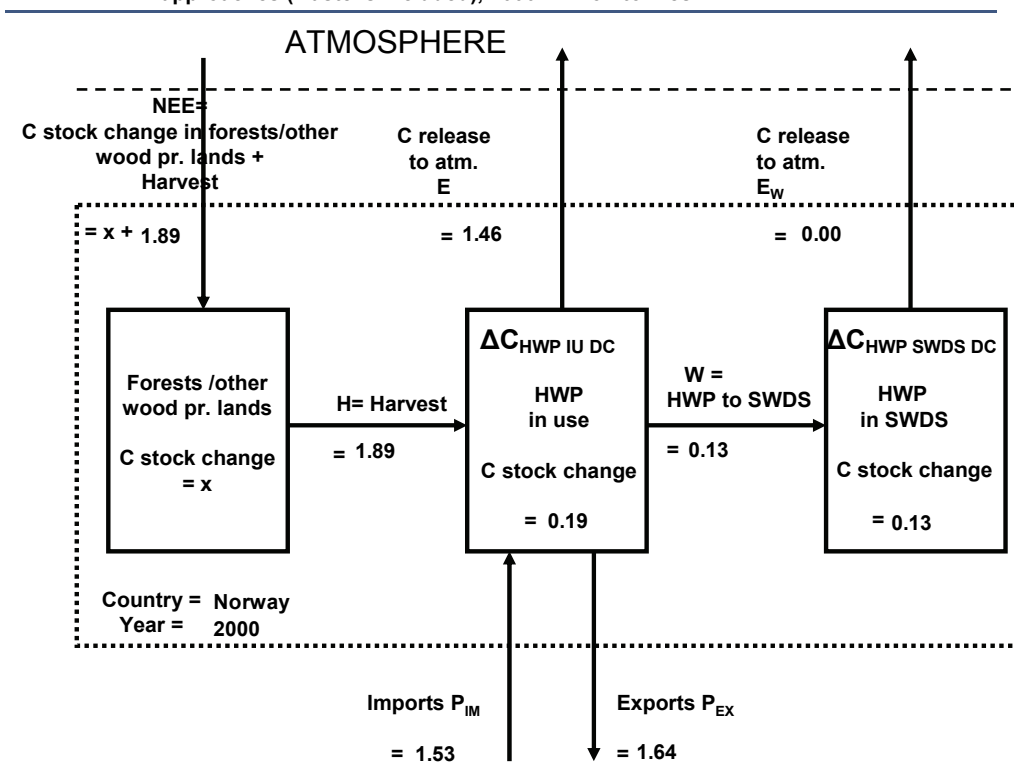 ATMOSPHERE
NEE=
C stock change in forests/other
wood pr. lands +
Harvest
= x + 1.89
C release
to atm.
E
= 1.46
C release
to atm.
E_W
= 0.00
Forests /other
wood pr. lands
C stock change
= x
H= Harvest
= 1.89
ΔC_HWP IU DC
HWP
in use
C stock change
= 0.19
W =
HWP to SWDS
= 0.13
ΔC_HWP SWDS DC
HWP
in SWDS
C stock change
= 0.13
Country = Norway
Year = 2000
Imports P_IM
= 1.53
Exports P_EX
= 1.64